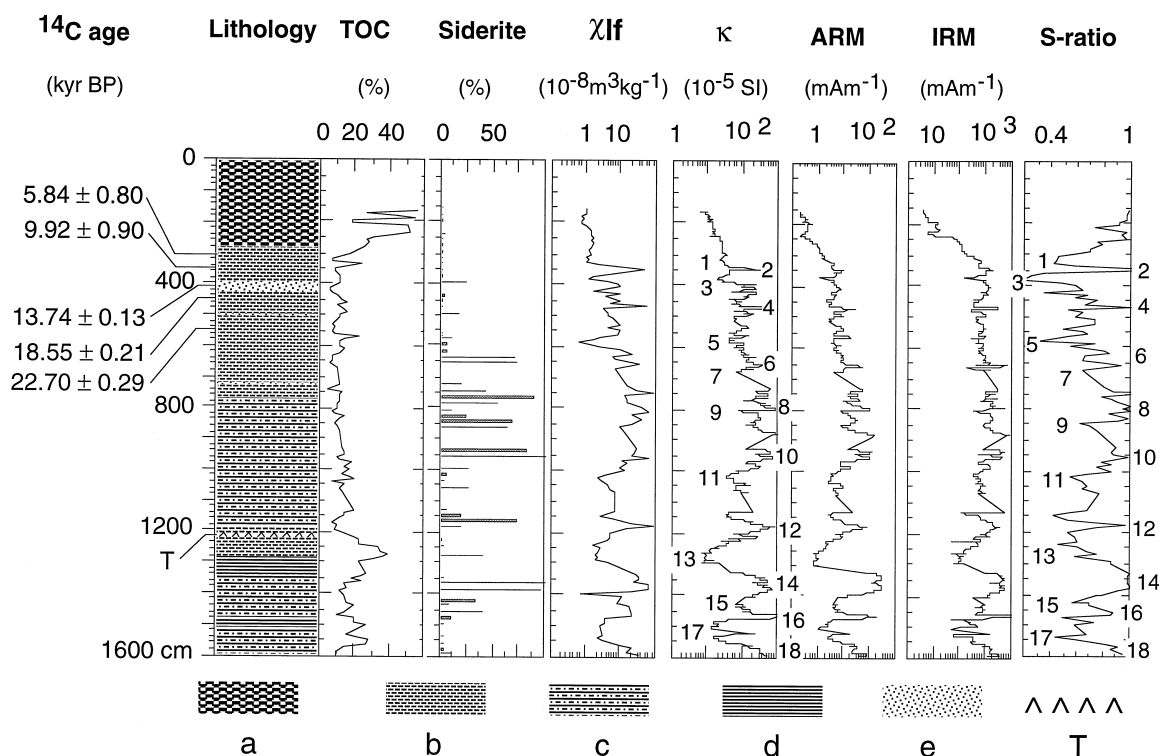 14C age Lithology TOC Siderite χlf κ ARM IRM S-ratio
(kyr BP) (%) (%) (10-8m3kg-1) (10-5 SI) (mAm-1) (mAm-1)
0 20 40 0 50 1 10 1 10 2 1 10 2 10 10 3 0.4 1
0
5.84 ± 0.80
9.92 ± 0.90
1 2 1 2
400 3 3
13.74 ± 0.13 4 4
18.55 ± 0.21 5 5
22.70 ± 0.29 6 6
7 7
800 9 8 8
9
10 10
11 11
1200 12 12
T 13 13
14 14
15 15
16 16
17 17
1600 cm 18 18
a b c d e T